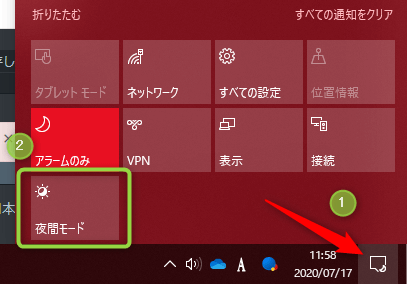 折りたたむ すべての通知をクリア
タブレット モード ネットワーク すべての設定 位置情報
2
アラームのみ VPN 表示 接続
1
夜間モード
A
11:58
2020/07/17